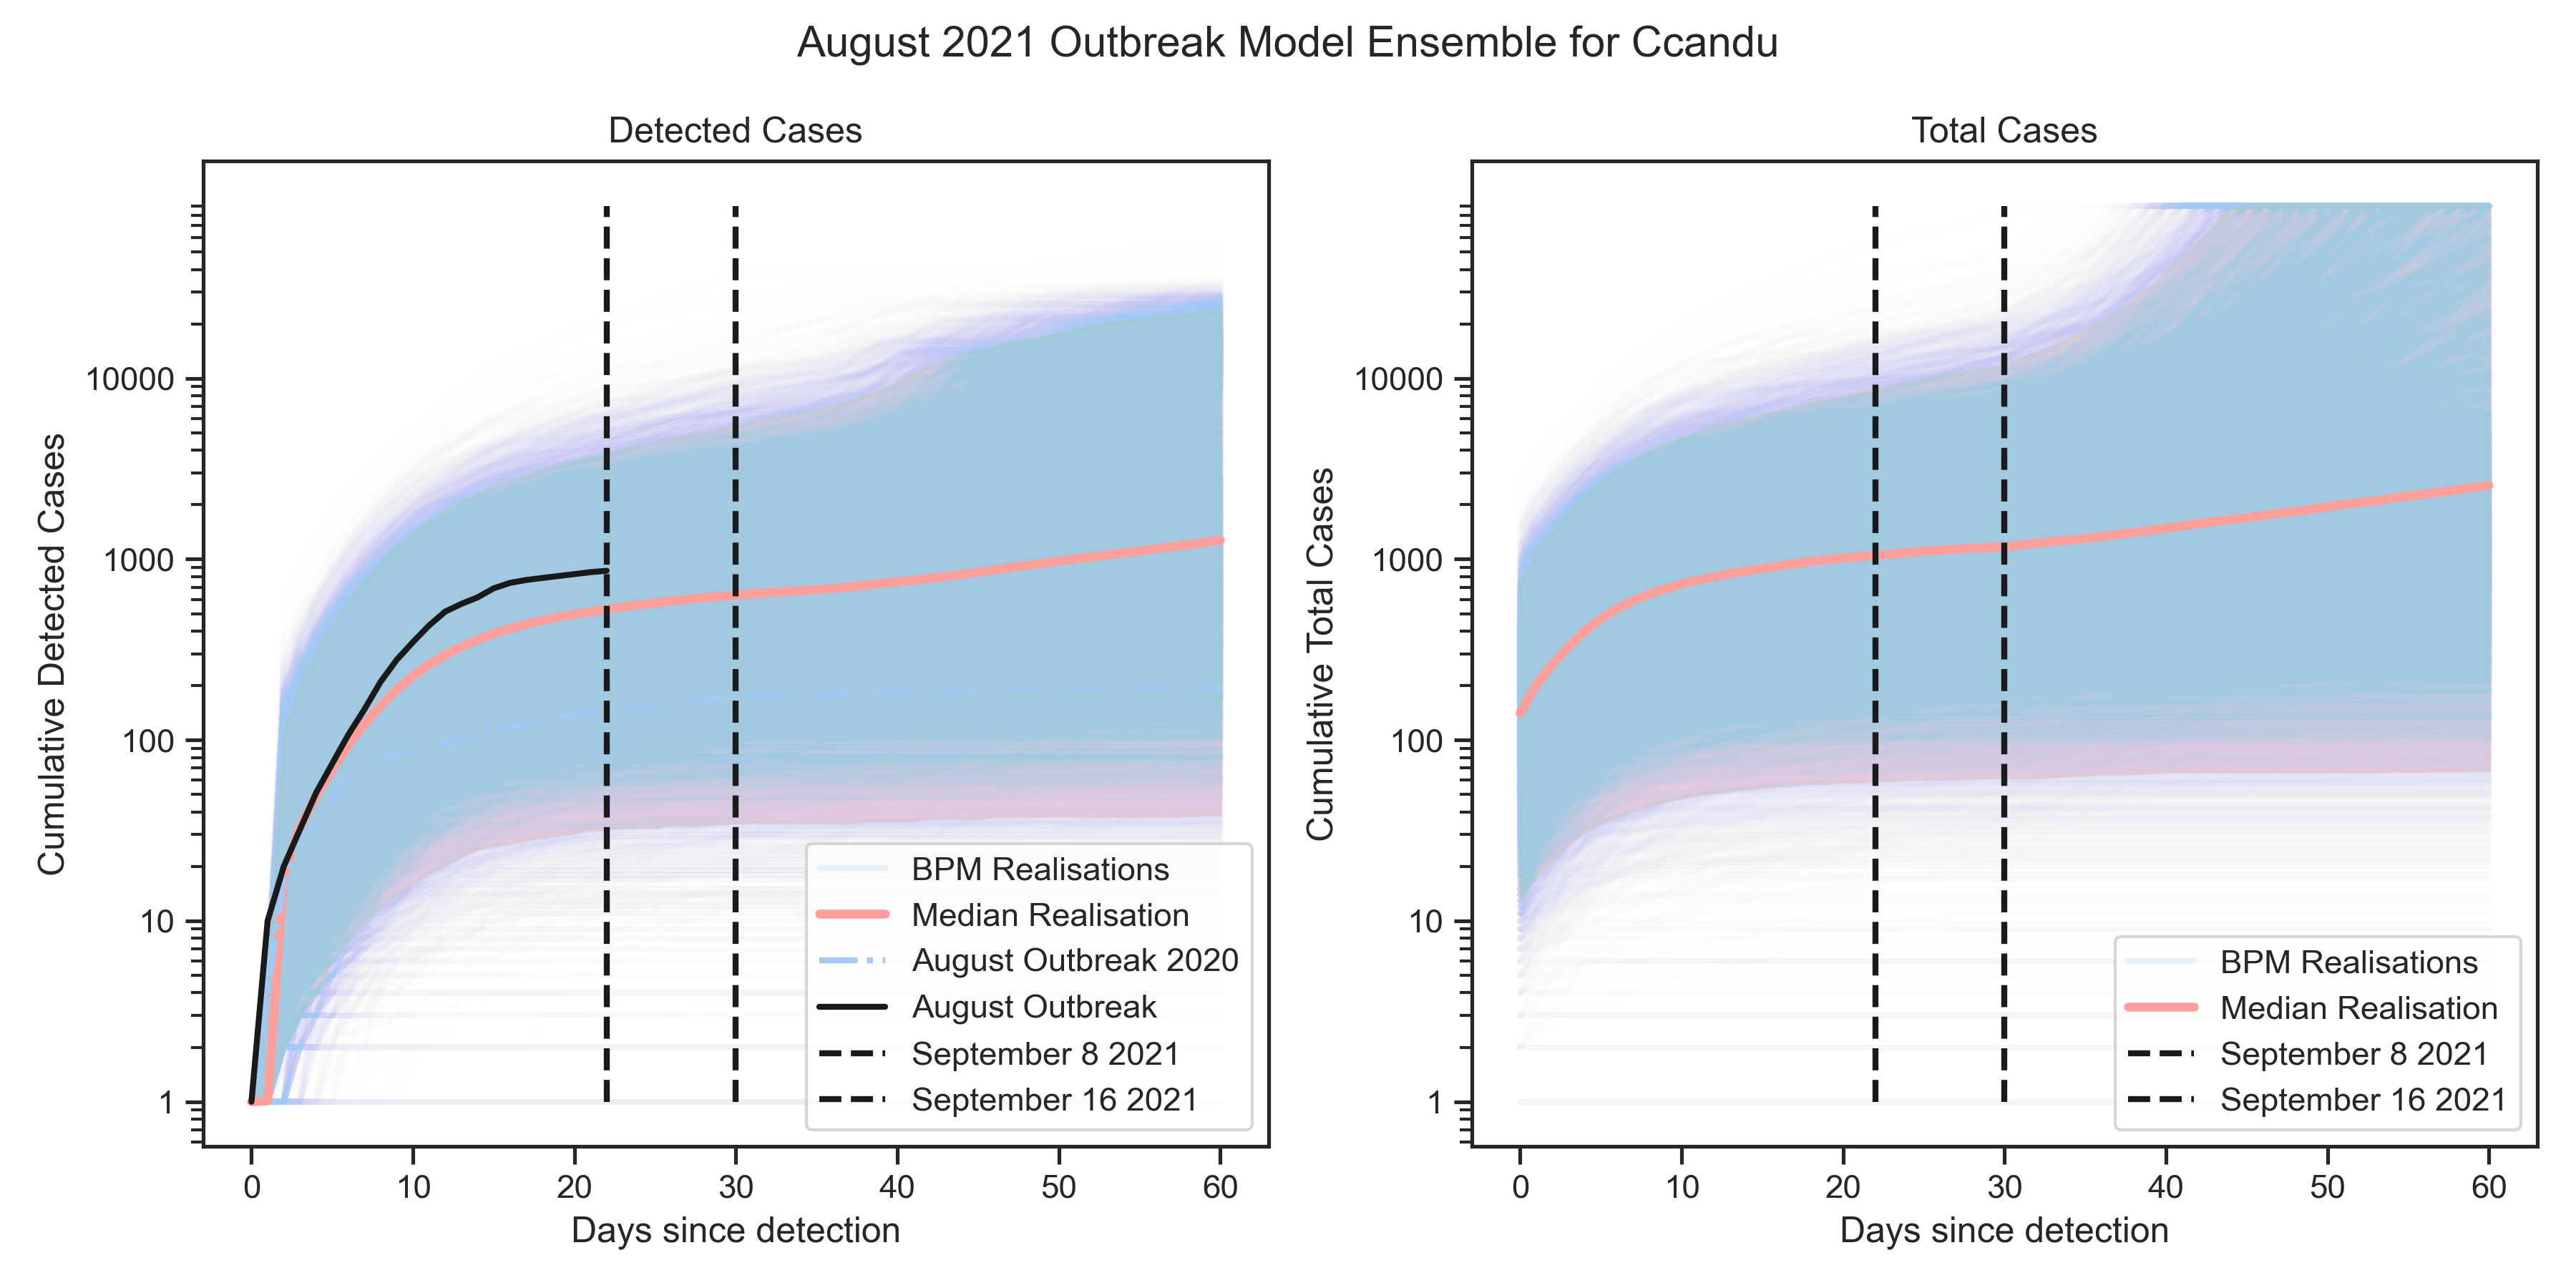 August 2021 Outbreak Model Ensemble for Ccandu
Detected Cases
Cumulative Detected Cases
10000
1000
100
10
1
0 10 20 30 40 50 60
Days since detection
BPM Realisations
Median Realisation
August Outbreak 2020
August Outbreak
September 8 2021
September 16 2021
Total Cases
Cumulative Total Cases
10000
1000
100
10
1
0 10 20 30 40 50 60
Days since detection
BPM Realisations
Median Realisation
September 8 2021
September 16 2021